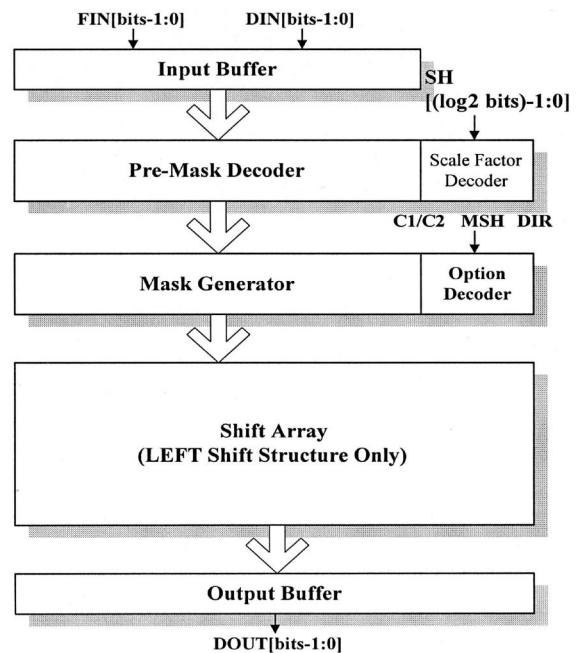 FIN[bits-1:0] DIN[bits-1:0]
Input Buffer
SH
[(log2 bits)-1:0]
Pre-Mask Decoder
Scale Factor
Decoder
C1/C2 MSH DIR
Mask Generator
Option
Decoder
Shift Array
(LEFT Shift Structure Only)
Output Buffer
DOUT[bits-1:0]